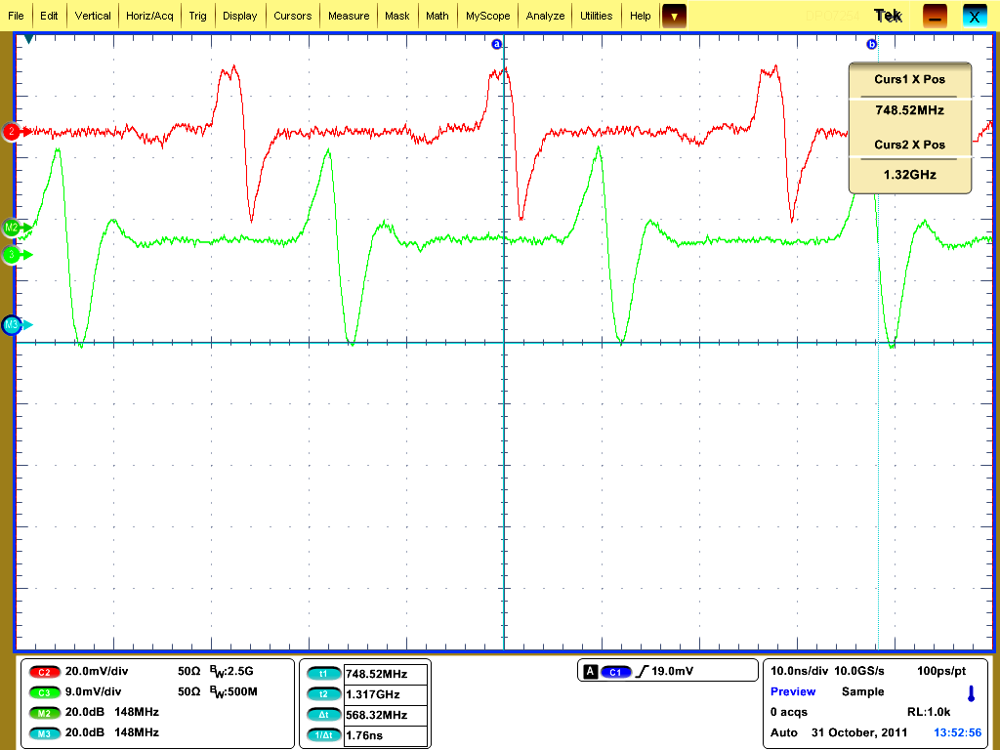 File Edit Vertical Horiz/Acq Trig Display Cursors Measure Mask Math MyScope Analyze Utilities Help Tek X
a b
Curs1 X Pos
748.52MHz
Curs2 X Pos
1.32GHz
2
M2
3
M3
C2 20.0mV/div 50Ω BW:2.5G
C3 9.0mV/div 50Ω BW:500M
M2 20.0dB 148MHz
M3 20.0dB 148MHz
t1 748.52MHz
t2 1.317GHz
Δt 568.32MHz
1/Δt 1.76ns
A C1 19.0mV
10.0ns/div 10.0GS/s 100ps/pt
Preview Sample
0 acqs RL:1.0k
Auto 31 October, 2011 13:52:56